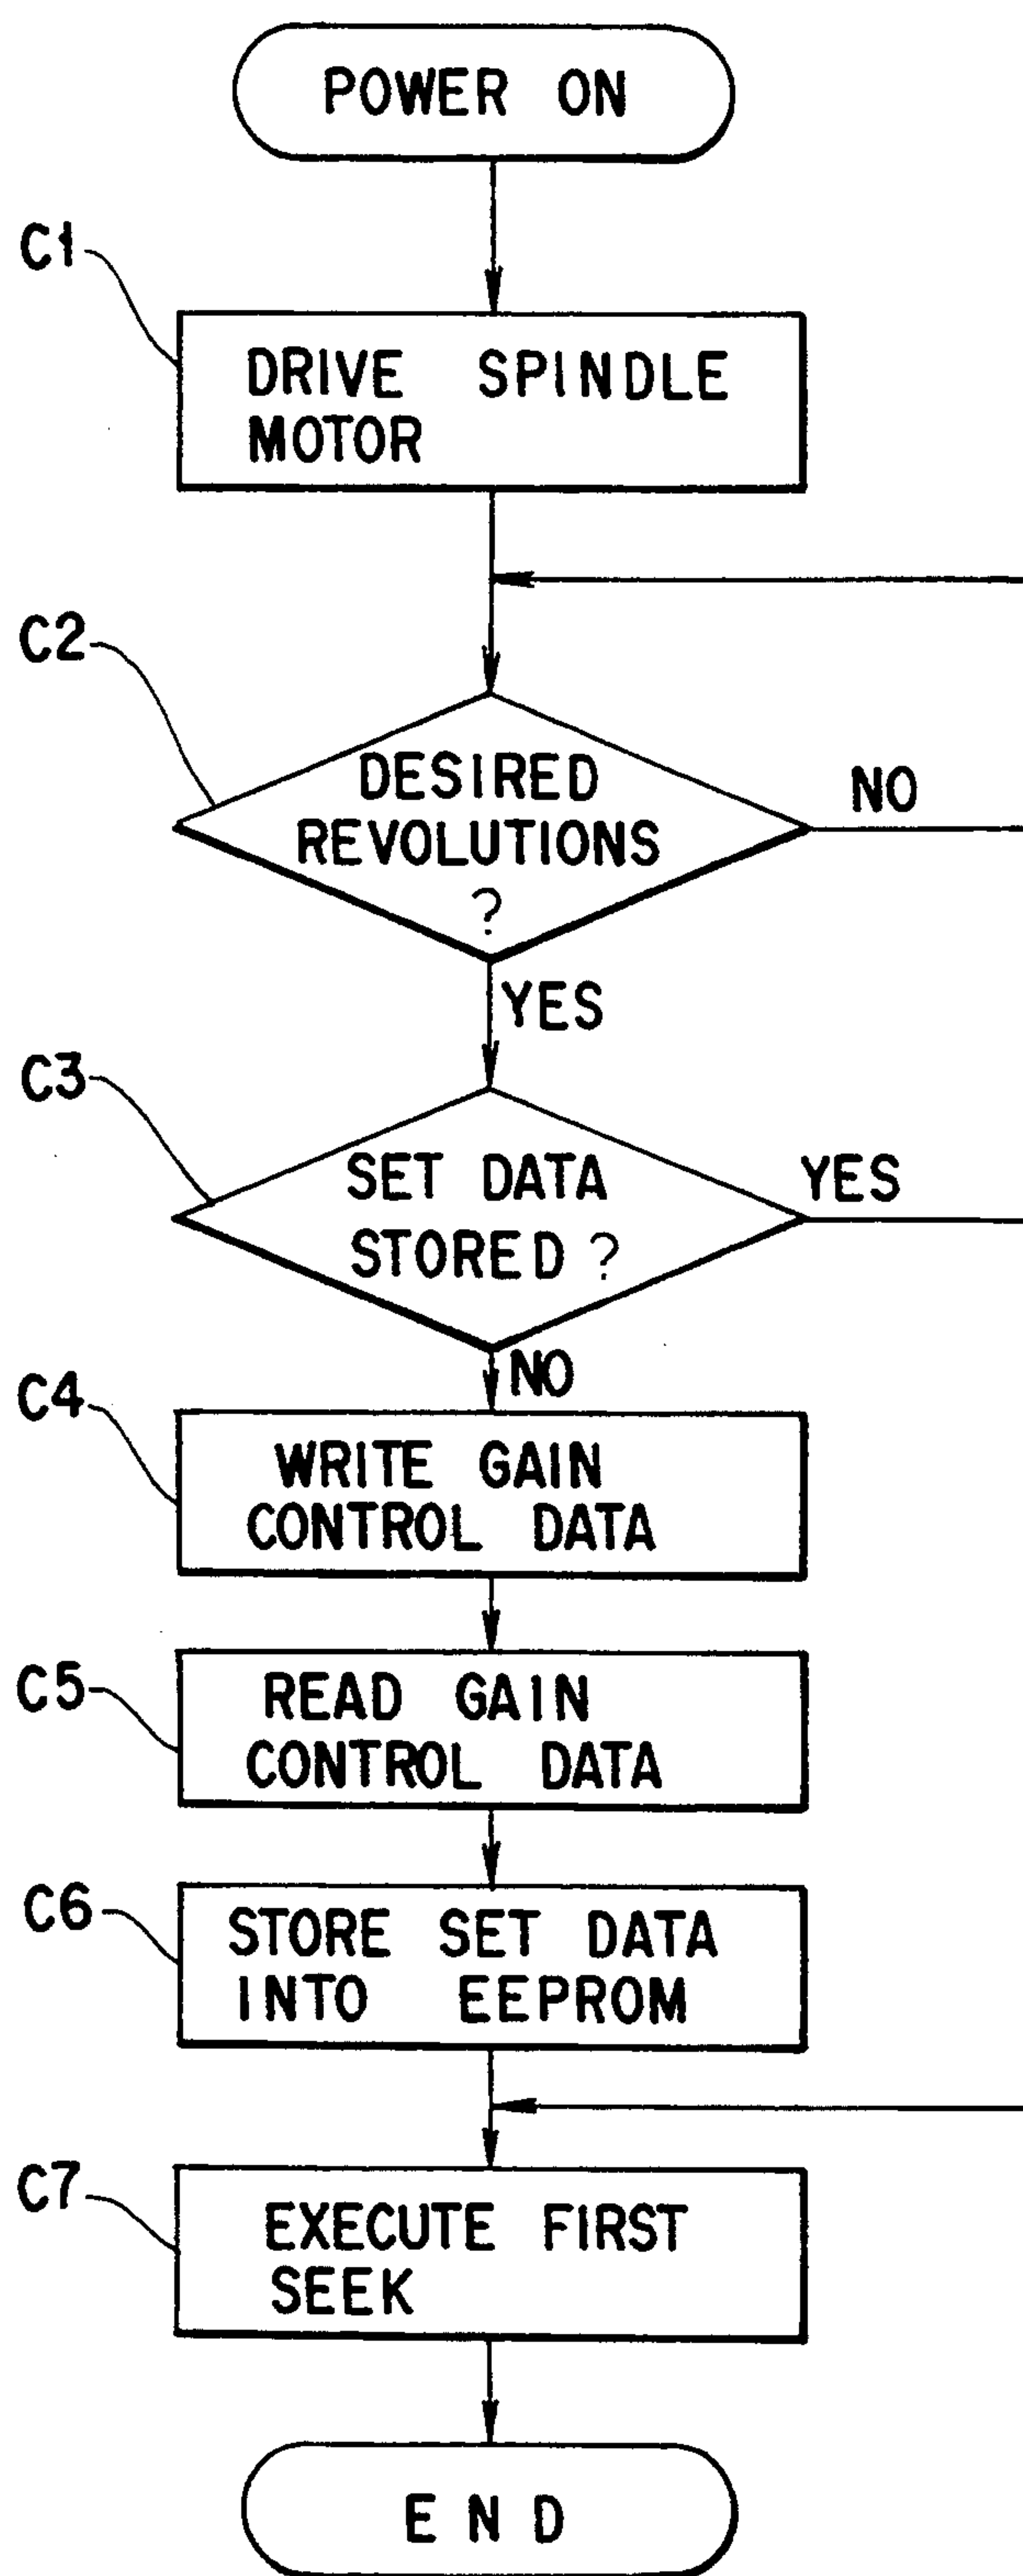 POWER ON
C1
DRIVE SPINDLE
MOTOR
C2
DESIRED
REVOLUTIONS
?
NO
YES
C3
SET DATA
STORED ?
YES
NO
C4
WRITE GAIN
CONTROL DATA
C5
READ GAIN
CONTROL DATA
C6
STORE SET DATA
INTO EEPROM
C7
EXECUTE FIRST
SEEK
END